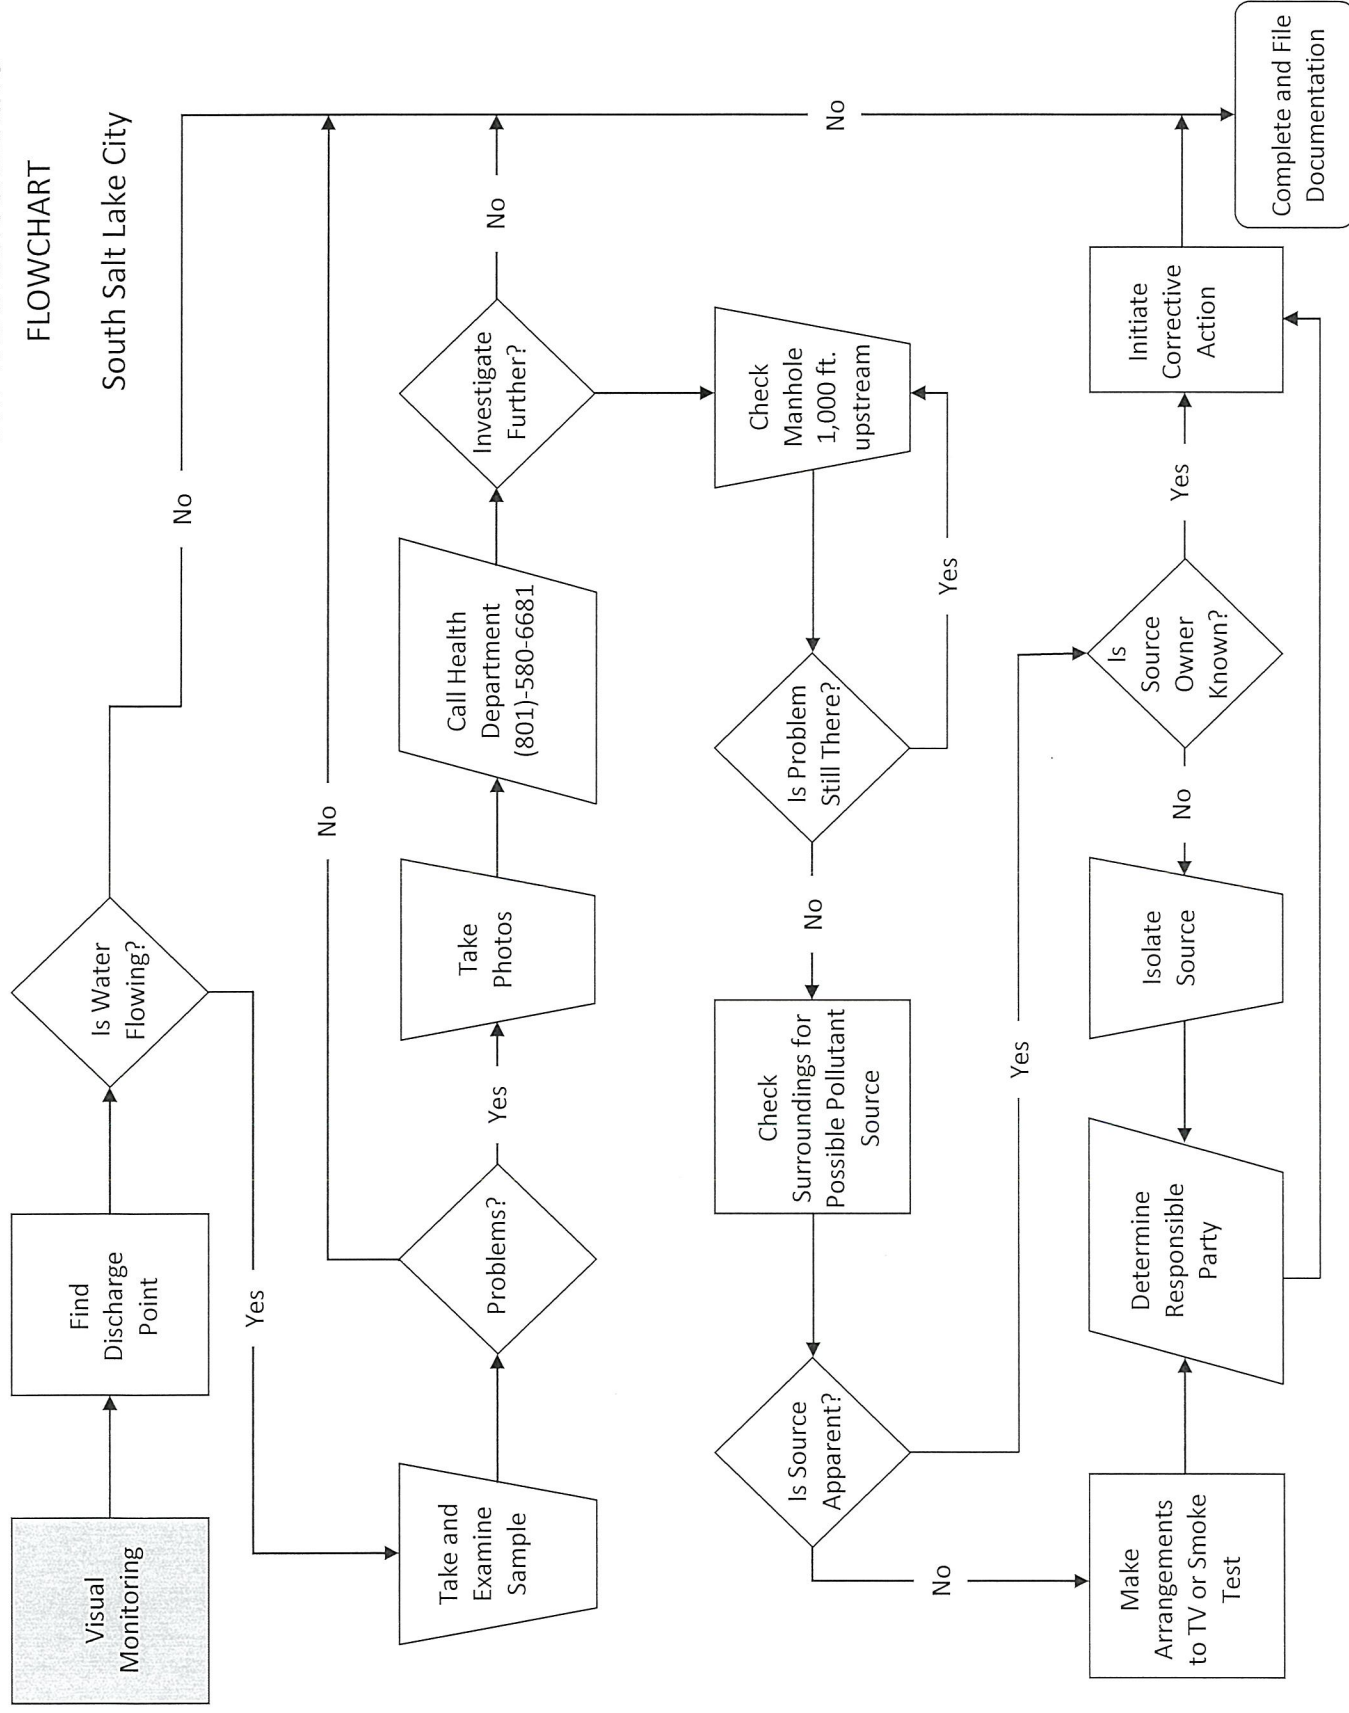 FLOWCHART
South Salt Lake City
Visual
Monitoring
Find
Discharge
Point
Is Water
Flowing?
No
Yes
No
Take and
Examine
Sample
Problems?
Yes
Take
Photos
Call Health
Department
(801)-580-6681
Investigate
Further?
No
Check
Manhole
1,000 ft.
upstream
Is Problem
Still There?
Yes
No
Check
Surroundings for
Possible Pollutant
Source
Is Source
Apparent?
Yes
No
No
Make
Arrangements
to TV or Smoke
Test
Determine
Responsible
Party
Isolate
Source
No
Is
Source
Owner
Known?
Yes
Initiate
Corrective
Action
Complete and File
Documentation